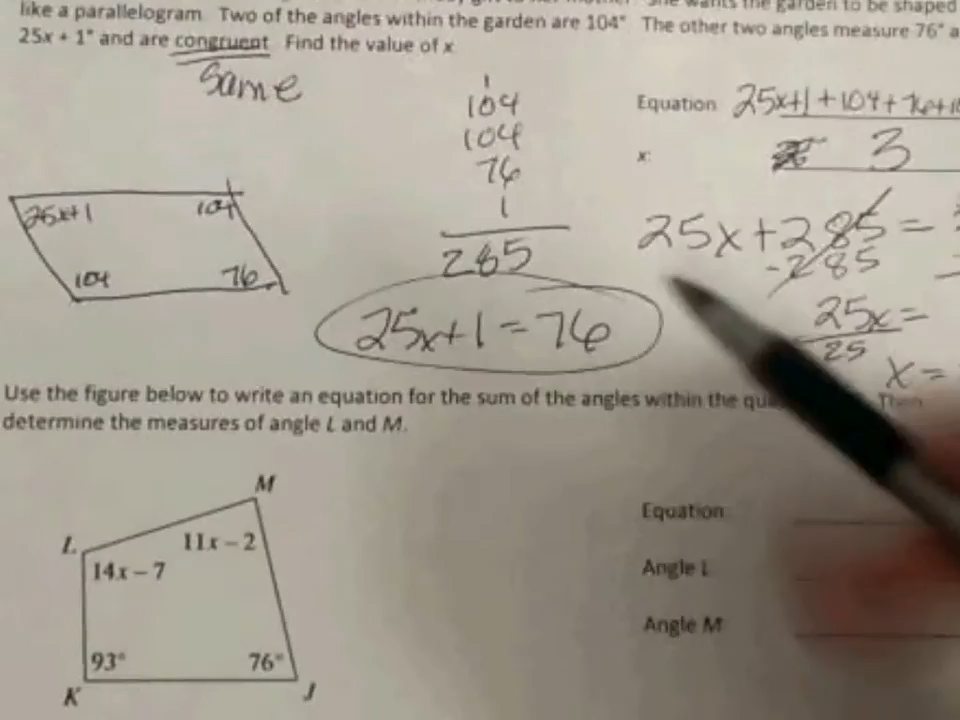 like a parallelogram. Two of the angles within the garden are 104° The other two angles measure 76° a
25x + 1° and are congruent Find the value of x
same
1
104
104
76
1
285
Equation 25x+1+104+76+10
x: 3
25x+1
104
104
76
25x+285=
-285
25x=
25
x=
25x+1=76
Use the figure below to write an equation for the sum of the angles within the Then
determine the measures of angle L and M.
M
L
11x – 2
14x – 7
93°
76°
K
J
Equation
Angle L
Angle M